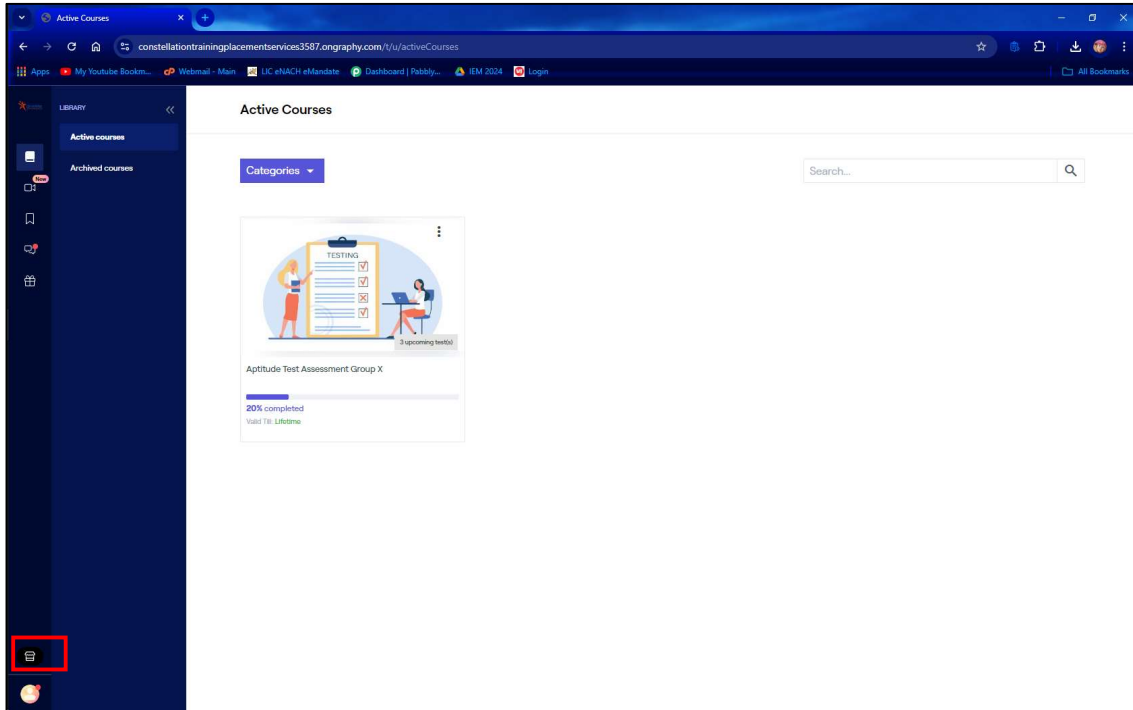 Active Courses
constellationtrainingplacementservices3587.ongraphy.com/t/u/activeCourses
Apps My Youtube Bookm... Webmail - Main LIC eNACH eMandate Dashboard | Pabbly... IEM 2024 Login All Bookmarks
LIBRARY
Active Courses
Active courses
New
Archived courses
Categories
Search...
TESTING
3 upcoming test(s)
Aptitude Test Assessment Group X
20% completed
Valid Till: Lifetime